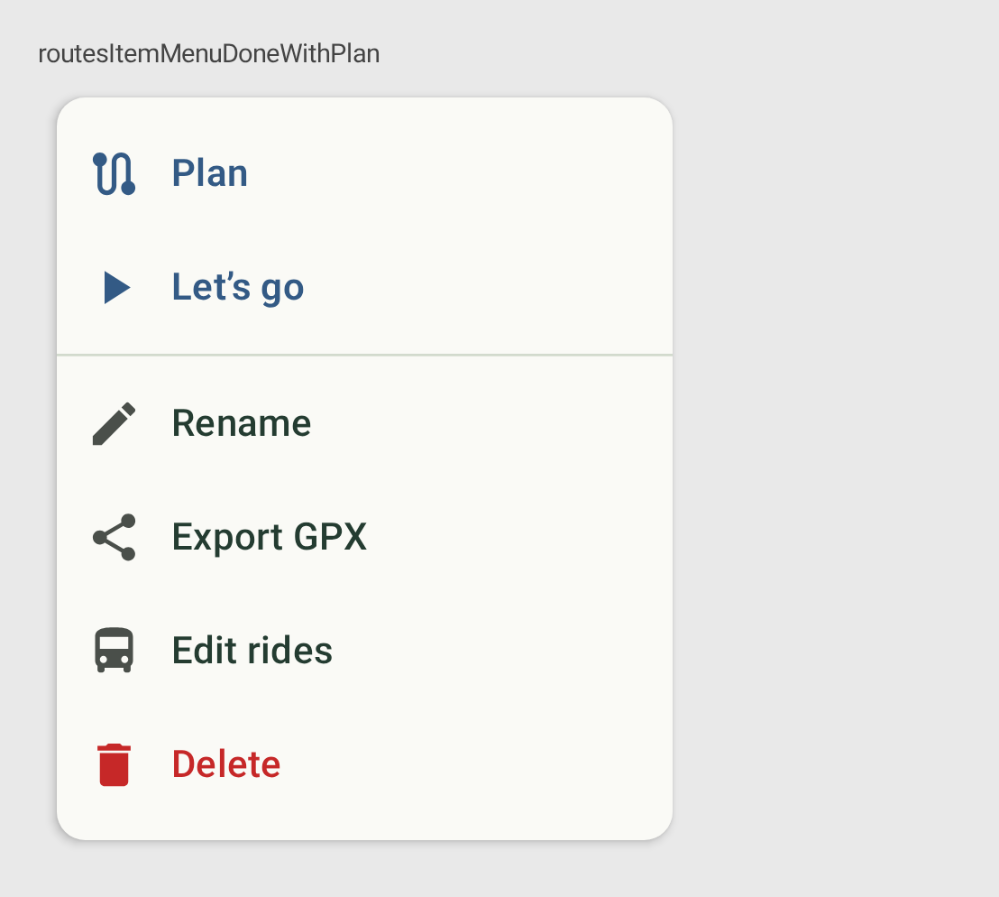 routesItemMenuDoneWithPlan
Plan
Let’s go
Rename
Export GPX
Edit rides
Delete